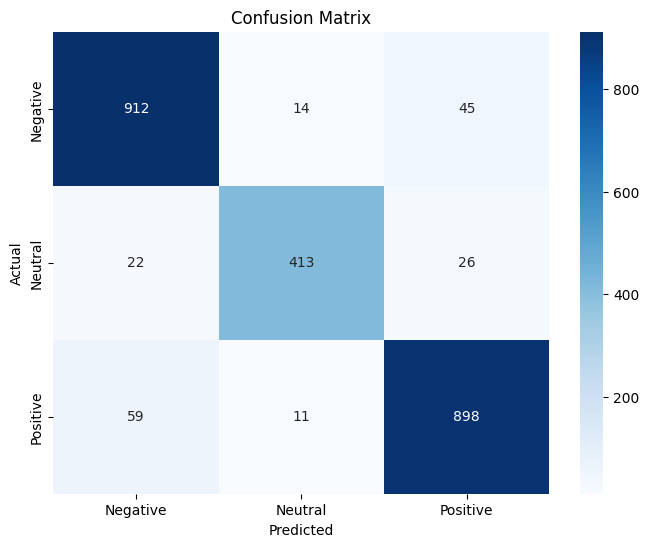 Confusion Matrix
Negative
912
14
45
800
600
Actual
Neutral
22
413
26
400
Positive
59
11
898
200
Negative
Neutral
Positive
Predicted